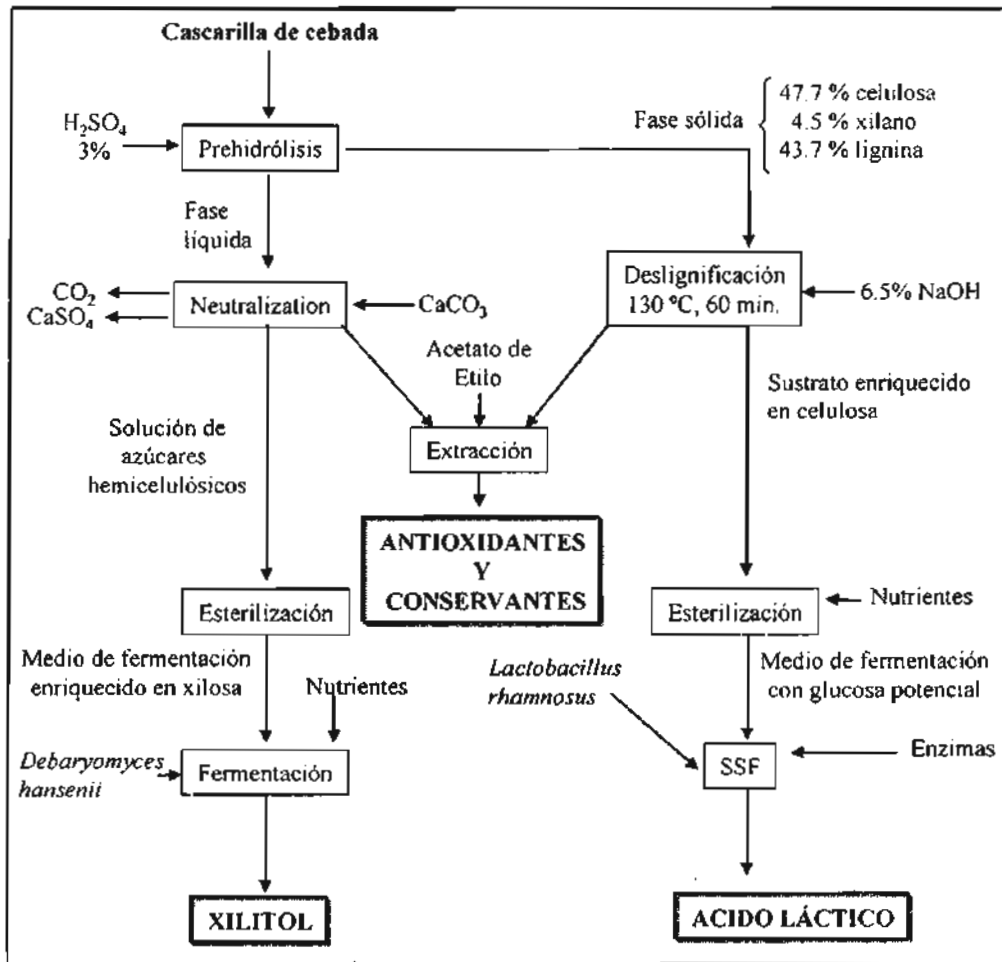 Cascarilla de cebada
H₂SO₄
3%
Prehidrólisis
Fase sólida
47.7 % celulosa
4.5 % xilano
43.7 % lignina
Fase
líquida
CO₂
CaSO₄
Neutralization
CaCO₃
Deslignificación
130 ºC, 60 min.
6.5% NaOH
Acetato de
Etilo
Extracción
Sustrato enriquecido
en celulosa
Solución de
azúcares
hemicelulósicos
ANTIOXIDANTES
Y
CONSERVANTES
Esterilización
Esterilización
Nutrientes
Medio de fermentación
enriquecido en xilosa
Nutrientes
Lactobacillus
rhamnosus
Medio de fermentación
con glucosa potencial
Debaryomyces
hansenii
Fermentación
SSF
Enzimas
XILITOL
ACIDO LÁCTICO